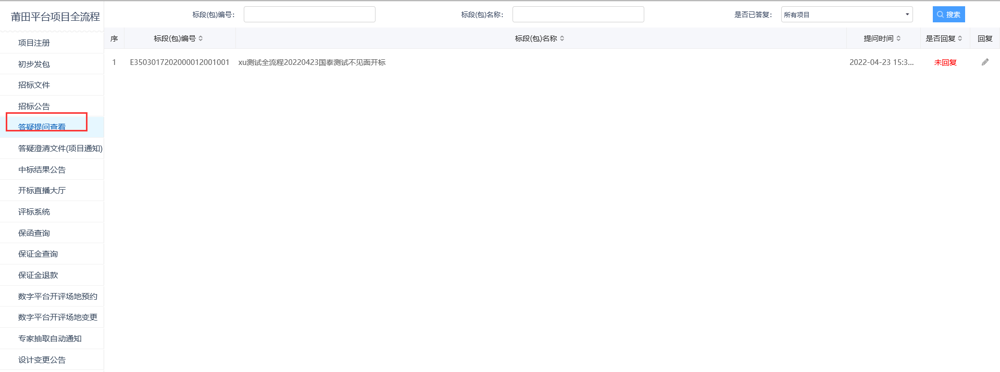 莆田平台项目全流程
标段(包)编号：
标段(包)名称：
是否已答复：
所有项目
搜索
序
标段(包)编号
标段(包)名称
提问时间
是否回复
回复
1
E3503017202000012001001
xu测试全流程20220423国泰测试不见面开标
2022-04-23 15:3...
未回复
项目注册
初步发包
招标文件
招标公告
答疑提问查看
答疑澄清文件(项目通知)
中标结果公告
开标直播大厅
评标系统
保函查询
保证金查询
保证金退款
数字平台开评场地预约
数字平台开评场地变更
专家抽取自动通知
设计变更公告